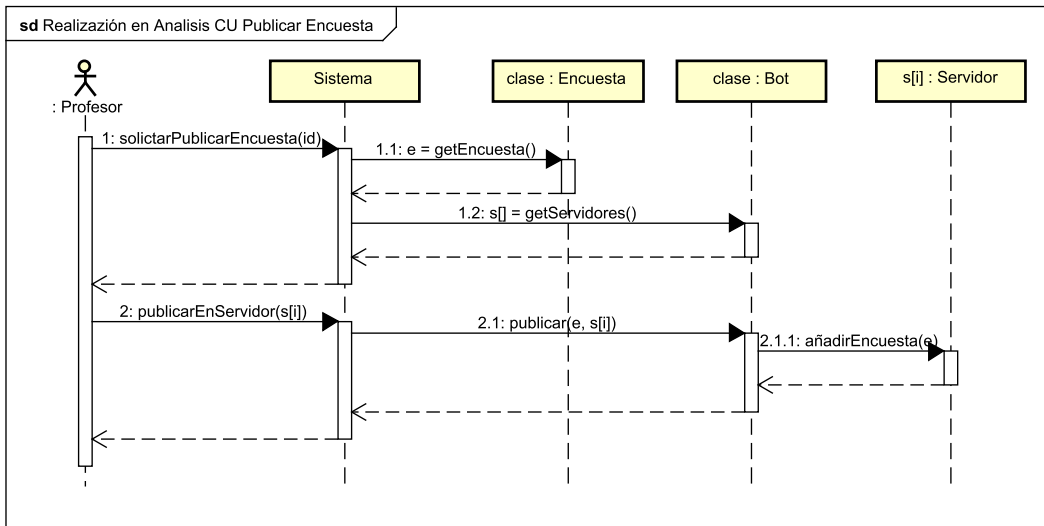 sd Realizazión en Analisis CU Publicar Encuesta
: Profesor
Sistema
clase : Encuesta
clase : Bot
s[i] : Servidor
1: solictarPublicarEncuesta(id)
1.1: e = getEncuesta()
1.2: s[] = getServidores()
2: publicarEnServidor(s[i])
2.1: publicar(e, s[i])
2.1.1: añadirEncuesta(e)